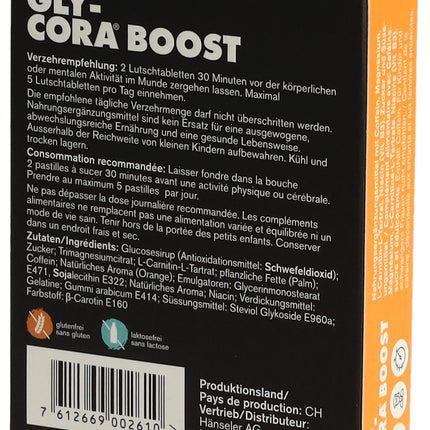 GLY-
CORA® BOOST
Verzehrempfehlung: 2 Lutschtabletten 30 Minuten vor der körperlichen
oder mentalen Aktivität im Munde zergehen lassen. Maximal
5 Lutschtabletten pro Tag einnehmen.
Die empfohlene tägliche Verzehrmenge darf nicht überschritten werden.
Nahrungsergänzungsmittel sind kein Ersatz für eine ausgewogene,
abwechslungsreiche Ernährung und eine gesunde Lebensweise.
Ausserhalb der Reichweite von kleinen Kindern aufbewahren. Kühl und
trocken lagern.
Consommation recommandée: Laisser fondre dans la bouche
2 pastilles à sucer 30 minutes avant une activité physique ou cérébrale.
Prendre au maximum 5 pastilles par jour.
Ne pas dépasser la dose journalière recommandée. Les compléments
alimentaires ne remplacent pas une alimentation variée et équilibrée ni un
mode de vie sain. Tenir hors de la portée des petits enfants. Conserver
dans un endroit frais et sec.
Zutaten/Ingrédients: Glucosesirup (Antioxidationsmittel: Schwefeldioxid);
Zucker; Trimagnesiumcitrat; L-Carnitin-L-Tartrat; pflanzliche Fette (Palm);
Coffein; Natürliches Aroma (Orange); Emulgatoren: Glycerinmonostearat
E471, Sojalecithin E322; Natürliches Aroma; Niacin; Verdickungsmittel:
Gelatine; Gummi arabicum E414; Süssungsmittel: Steviol Glykoside E960a;
Farbstoff: β-Carotin E160
glutenfrei
sans gluten
laktosefrei
sans lactose
7 612669 002610
Produktionsland/
Pays de production: CH
Vertrieb/Distributeur:
Hänseler AG
CORA BOOST